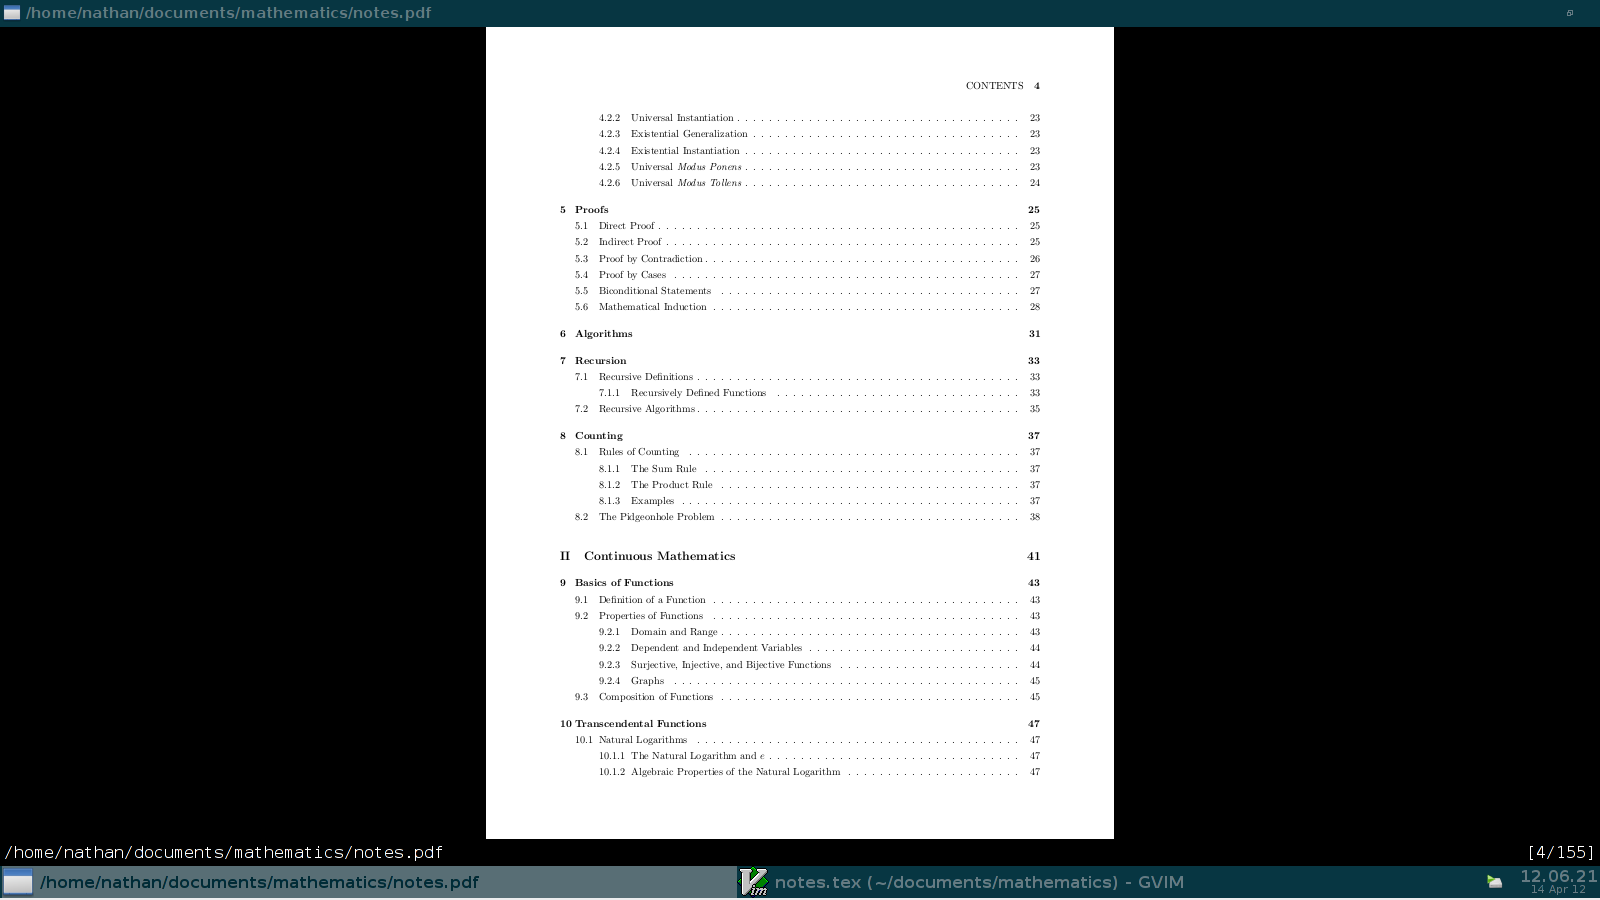 /home/nathan/documents/mathematics/notes.pdf
CONTENTS 4
4.2.2 Universal Instantiation . . . . . . . . . . . . . . . . . . . . . . . . . . . . . . . . . . . 23
4.2.3 Existential Generalization . . . . . . . . . . . . . . . . . . . . . . . . . . . . . . . . . 23
4.2.4 Existential Instantiation . . . . . . . . . . . . . . . . . . . . . . . . . . . . . . . . . . 23
4.2.5 Universal Modus Ponens . . . . . . . . . . . . . . . . . . . . . . . . . . . . . . . . . . 23
4.2.6 Universal Modus Tollens . . . . . . . . . . . . . . . . . . . . . . . . . . . . . . . . . . 24
5 Proofs 25
5.1 Direct Proof . . . . . . . . . . . . . . . . . . . . . . . . . . . . . . . . . . . . . . . . . . . . 25
5.2 Indirect Proof . . . . . . . . . . . . . . . . . . . . . . . . . . . . . . . . . . . . . . . . . . . 25
5.3 Proof by Contradiction . . . . . . . . . . . . . . . . . . . . . . . . . . . . . . . . . . . . . . 26
5.4 Proof by Cases . . . . . . . . . . . . . . . . . . . . . . . . . . . . . . . . . . . . . . . . . . 27
5.5 Biconditional Statements . . . . . . . . . . . . . . . . . . . . . . . . . . . . . . . . . . . . 27
5.6 Mathematical Induction . . . . . . . . . . . . . . . . . . . . . . . . . . . . . . . . . . . . . 28
6 Algorithms 31
7 Recursion 33
7.1 Recursive Definitions . . . . . . . . . . . . . . . . . . . . . . . . . . . . . . . . . . . . . . . 33
7.1.1 Recursively Defined Functions . . . . . . . . . . . . . . . . . . . . . . . . . . . . . . 33
7.2 Recursive Algorithms . . . . . . . . . . . . . . . . . . . . . . . . . . . . . . . . . . . . . . . 35
8 Counting 37
8.1 Rules of Counting . . . . . . . . . . . . . . . . . . . . . . . . . . . . . . . . . . . . . . . . 37
8.1.1 The Sum Rule . . . . . . . . . . . . . . . . . . . . . . . . . . . . . . . . . . . . . . 37
8.1.2 The Product Rule . . . . . . . . . . . . . . . . . . . . . . . . . . . . . . . . . . . . 37
8.1.3 Examples . . . . . . . . . . . . . . . . . . . . . . . . . . . . . . . . . . . . . . . . . 37
8.2 The Pidgeonhole Problem . . . . . . . . . . . . . . . . . . . . . . . . . . . . . . . . . . . . 38
II Continuous Mathematics 41
9 Basics of Functions 43
9.1 Definition of a Function . . . . . . . . . . . . . . . . . . . . . . . . . . . . . . . . . . . . . 43
9.2 Properties of Functions . . . . . . . . . . . . . . . . . . . . . . . . . . . . . . . . . . . . . 43
9.2.1 Domain and Range . . . . . . . . . . . . . . . . . . . . . . . . . . . . . . . . . . . . 43
9.2.2 Dependent and Independent Variables . . . . . . . . . . . . . . . . . . . . . . . . . . 44
9.2.3 Surjective, Injective, and Bijective Functions . . . . . . . . . . . . . . . . . . . . . . 44
9.2.4 Graphs . . . . . . . . . . . . . . . . . . . . . . . . . . . . . . . . . . . . . . . . . . 45
9.3 Composition of Functions . . . . . . . . . . . . . . . . . . . . . . . . . . . . . . . . . . . . 45
10 Transcendental Functions 47
10.1 Natural Logarithms . . . . . . . . . . . . . . . . . . . . . . . . . . . . . . . . . . . . . . . 47
10.1.1 The Natural Logarithm and e . . . . . . . . . . . . . . . . . . . . . . . . . . . . . . . 47
10.1.2 Algebraic Properties of the Natural Logarithm . . . . . . . . . . . . . . . . . . . . . 47
/home/nathan/documents/mathematics/notes.pdf [4/155]
/home/nathan/documents/mathematics/notes.pdf notes.tex (~/documents/mathematics) - GVIM 12.06.21
14 Apr 12